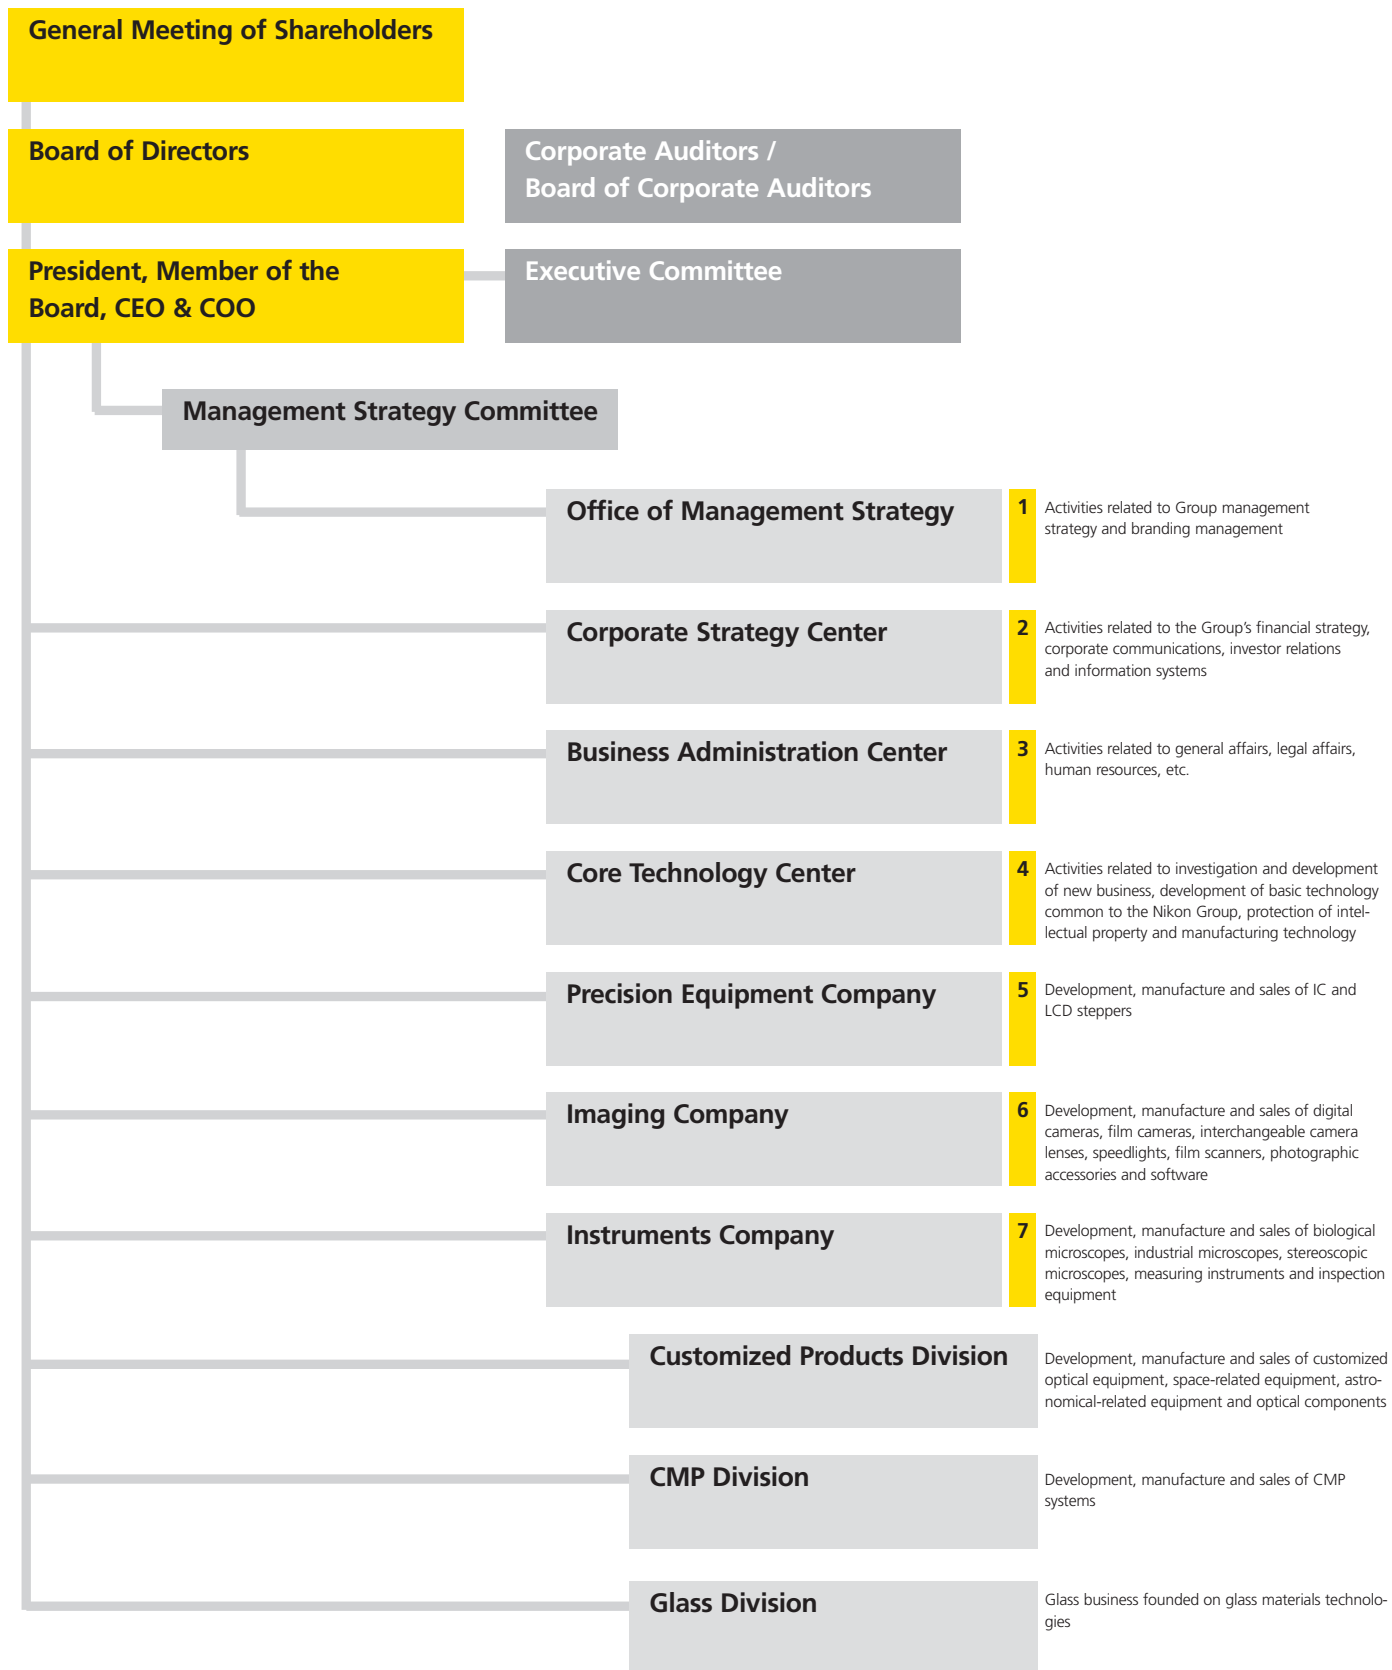 General Meeting of Shareholders
Board of Directors
Corporate Auditors /
Board of Corporate Auditors
President, Member of the
Board, CEO & COO
Executive Committee
Management Strategy Committee
Office of Management Strategy
1
Activities related to Group management
strategy and branding management
Corporate Strategy Center
2
Activities related to the Group’s financial strategy,
corporate communications, investor relations
and information systems
Business Administration Center
3
Activities related to general affairs, legal affairs,
human resources, etc.
Core Technology Center
4
Activities related to investigation and development
of new business, development of basic technology
common to the Nikon Group, protection of intel-
lectual property and manufacturing technology
Precision Equipment Company
5
Development, manufacture and sales of IC and
LCD steppers
Imaging Company
6
Development, manufacture and sales of digital
cameras, film cameras, interchangeable camera
lenses, speedlights, film scanners, photographic
accessories and software
Instruments Company
7
Development, manufacture and sales of biological
microscopes, industrial microscopes, stereoscopic
microscopes, measuring instruments and inspection
equipment
Customized Products Division
Development, manufacture and sales of customized
optical equipment, space-related equipment, astro-
nomical-related equipment and optical components
CMP Division
Development, manufacture and sales of CMP
systems
Glass Division
Glass business founded on glass materials technolo-
gies